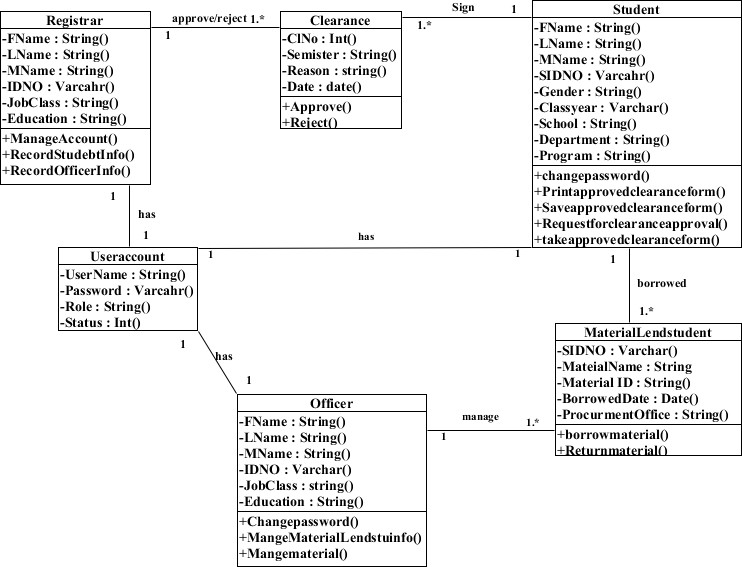 Registrar
-FName : String()
-LName : String()
-MName : String()
-IDNO : Varcahr()
-JobClass : String()
-Education : String()
+ManageAccount()
+RecordStudebtInfo()
+RecordOfficerInfo()
approve/reject 1.*
1
Clearance
-ClNo : Int()
-Semister : String()
-Reason : string()
-Date : date()
+Approve()
+Reject()
Sign
1
1.*
Student
-FName : String()
-LName : String()
-MName : String()
-SIDNO : Varcahr()
-Gender : String()
-Classyear : Varchar()
-School : String()
-Department : String()
-Program : String()
+changepassword()
+Printapprovedclearanceform()
+Saveapprovedclearanceform()
+Requestforclearanceapproval()
+takeapprovedclearanceform()
1
has
1
has
1
1
Useraccount
-UserName : String()
-Password : Varcahr()
-Role : String()
-Status : Int()
1
borrowed
1.*
1
has
1
MaterialLendstudent
-SIDNO : Varchar()
-MateialName : String
-Material ID : String()
-BorrowedDate : Date()
-ProcurmentOffice : String()
+borrowmaterial()
+Returnmaterial()
Officer
-FName : String()
-LName : String()
-MName : String()
-IDNO : Varchar()
-JobClass : string()
-Education : String()
+Changepassword()
+MangeMaterialLendstuinfo()
+Mangematerial()
manage
1.*
1